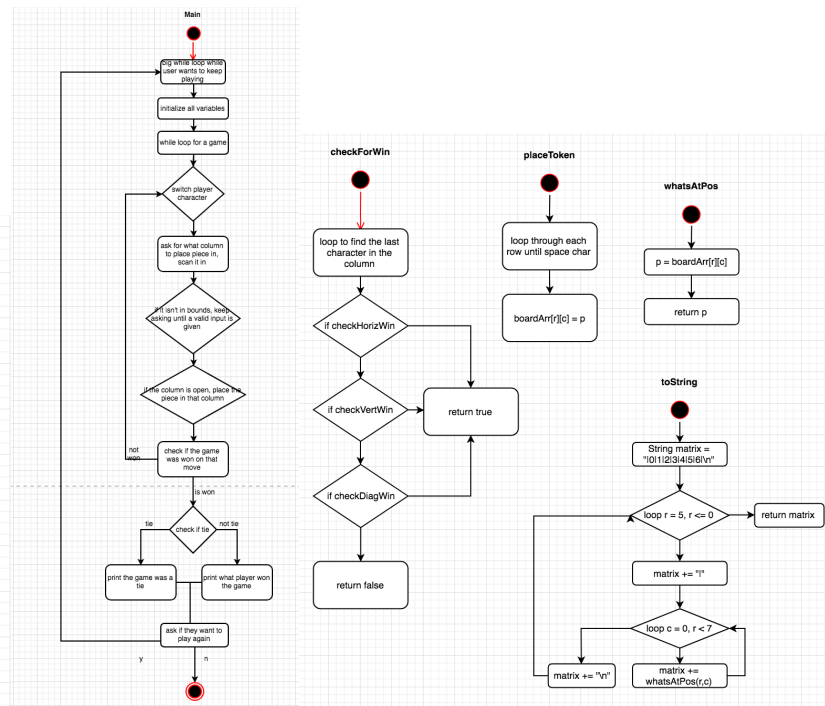 Main
big while loop while
user wants to keep
playing
initialize all variables
while loop for a game
switch player
character
ask for what column
to place piece in,
scan it in
if it isn't in bounds, keep
asking until a valid input is
given
if the column is open, place the
piece in that column
check if the game
was won on that
move
not
won
is won
check if tie
tie
not tie
print the game was a
tie
print what player won
the game
ask if they want to
play again
y
n
checkForWin
loop to find the last
character in the
column
if checkHorizWin
if checkVertWin
return true
if checkDiagWin
return false
placeToken
loop through each
row until space char
boardArr[r][c] = p
whatsAtPos
p = boardArr[r][c]
return p
toString
String matrix =
"|0|1|2|3|4|5|6|\n"
loop r = 5, r <= 0
return matrix
matrix += "|"
loop c = 0, r < 7
matrix += "\n"
matrix +=
whatsAtPos(r,c)